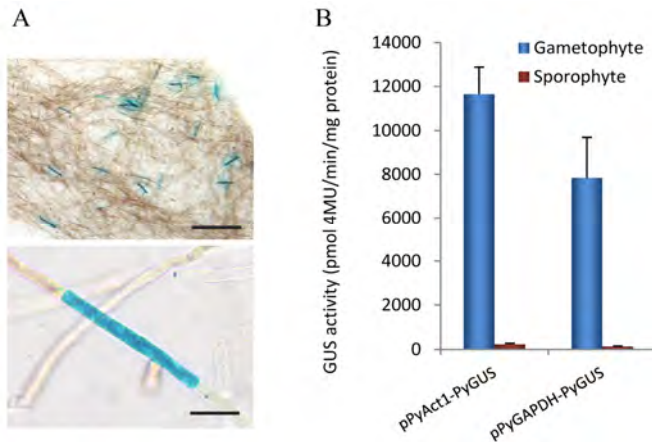 A
B
GUS activity (pmol 4MU/min/mg protein)
14000
12000
10000
8000
6000
4000
2000
0
Gametophyte
Sporophyte
pPyAct1-PyGUS
pPyGAPDH-PyGUS